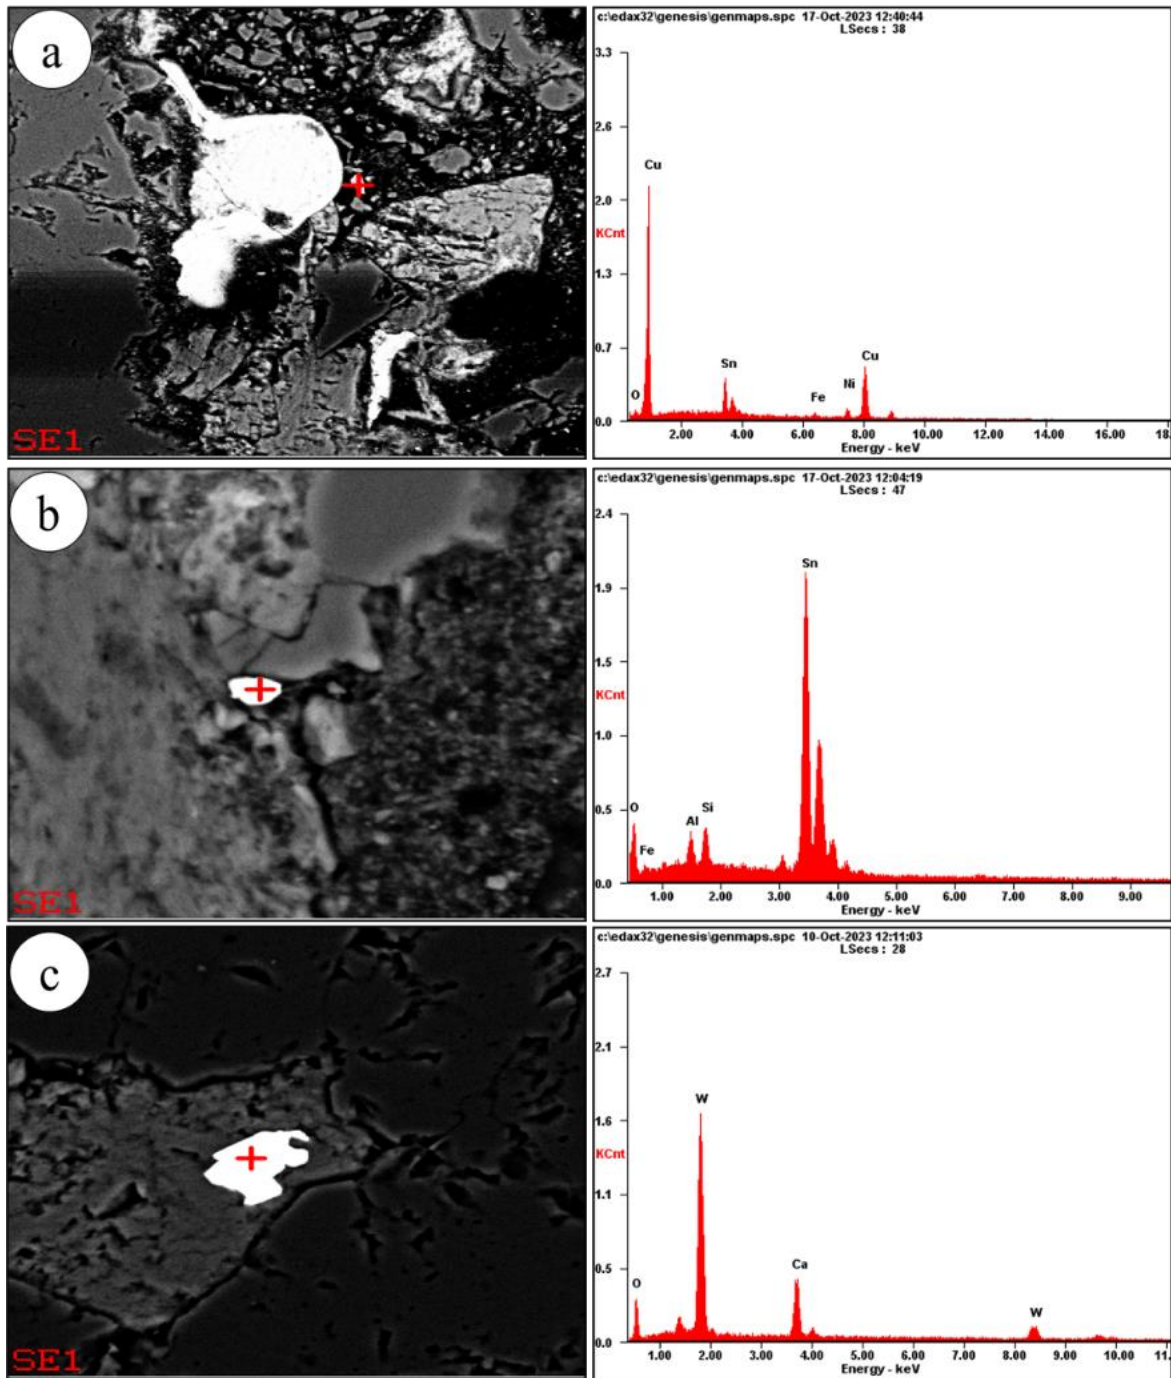 a
SE1
c:\edax32\genesis\genmaps.spc 17-Oct-2023 12:40:44
LSecs : 38
3.3
2.6
2.0
KCnt
1.3
0.7
0.0
Cu
Sn
Cu
O
Fe
Ni
2.00 4.00 6.00 8.00 10.00 12.00 14.00 16.00 18.
Energy - keV
b
SE1
c:\edax32\genesis\genmaps.spc 17-Oct-2023 12:04:19
LSecs : 47
2.4
1.9
1.5
KCnt
1.0
0.5
0.0
Sn
O
Al
Si
Fe
1.00 2.00 3.00 4.00 5.00 6.00 7.00 8.00 9.00
Energy - keV
c
SE1
c:\edax32\genesis\genmaps.spc 10-Oct-2023 12:11:03
LSecs : 28
2.7
2.1
1.6
KCnt
1.1
0.5
0.0
W
O
Ca
W
1.00 2.00 3.00 4.00 5.00 6.00 7.00 8.00 9.00 10.00 11.
Energy - keV